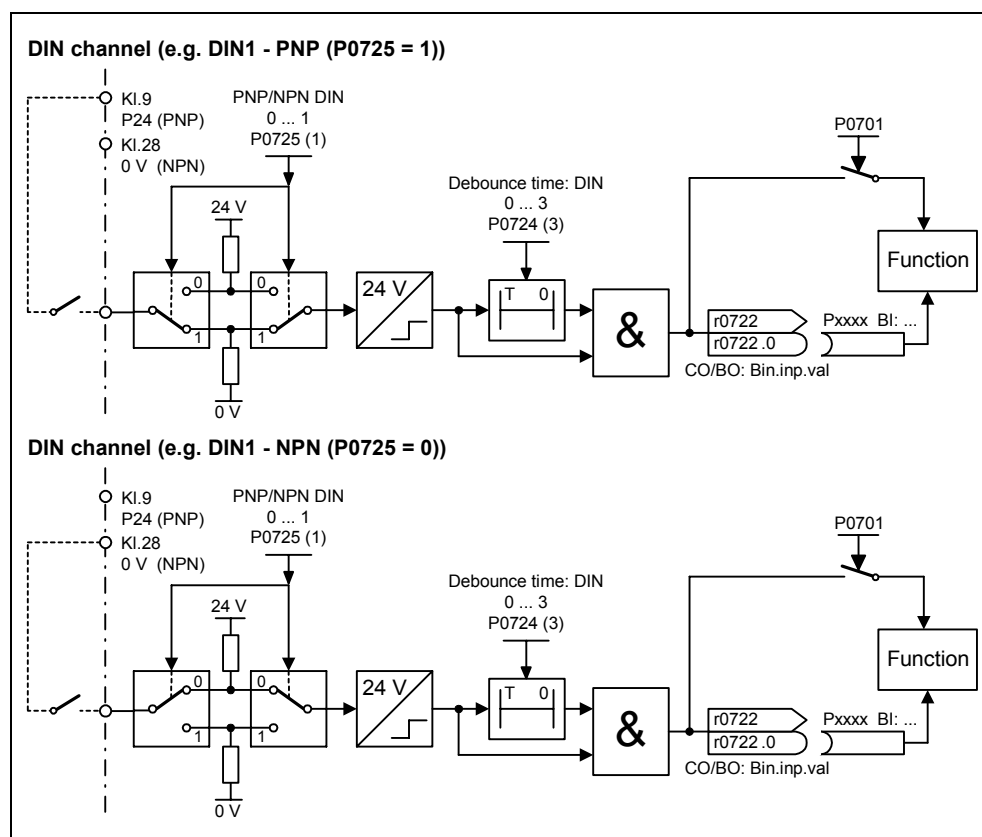 DIN channel (e.g. DIN1 - PNP (P0725 = 1))
Kl.9
P24 (PNP)
Kl.28
0 V (NPN)
PNP/NPN DIN
0 ... 1
P0725 (1)
24 V
0
0
1
1
0 V
24 V
Debounce time: DIN
0 ... 3
P0724 (3)
T 0
&
P0701
Function
r0722
r0722 .0
Pxxxx BI: ...
CO/BO: Bin.inp.val
DIN channel (e.g. DIN1 - NPN (P0725 = 0))
Kl.9
P24 (PNP)
Kl.28
0 V (NPN)
PNP/NPN DIN
0 ... 1
P0725 (1)
24 V
0
0
1
1
0 V
24 V
Debounce time: DIN
0 ... 3
P0724 (3)
T 0
&
P0701
Function
r0722
r0722 .0
Pxxxx BI: ...
CO/BO: Bin.inp.val